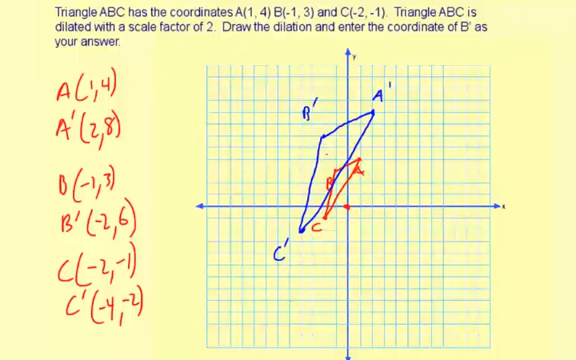 Triangle ABC has the coordinates A(1, 4) B(-1, 3) and C(-2, -1). Triangle ABC is
dilated with a scale factor of 2. Draw the dilation and enter the coordinate of B' as
your answer.
A(1,4)
A'(2,8)
B(-1,3)
B'(-2,6)
C(-2,-1)
C'(-4,-2)
y
A'
B'
A
B
x
C
C'